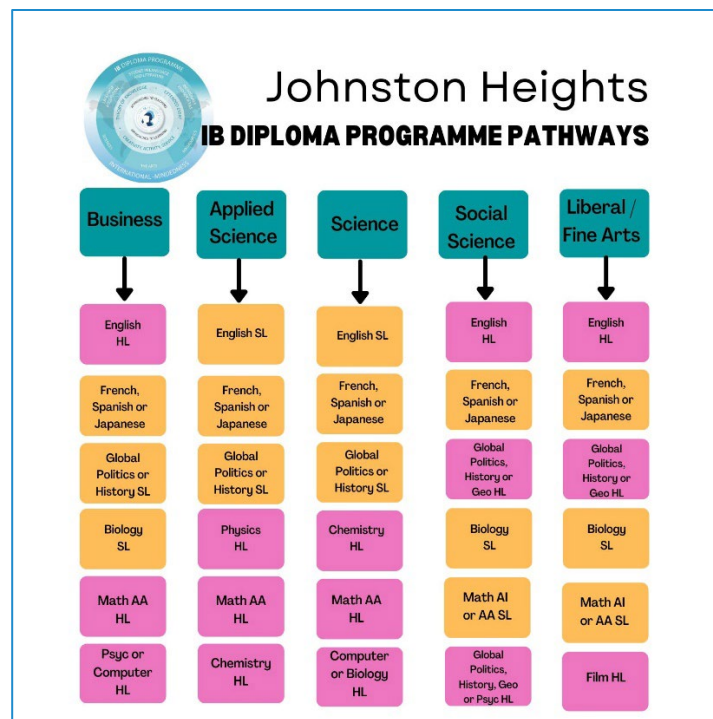 Johnston Heights
IB DIPLOMA PROGRAMME PATHWAYS
IB DIPLOMA PROGRAMME
INTERNATIONAL-MINDEDNESS
Business
Applied
Science
Science
Social
Science
Liberal /
Fine Arts
English
HL
English SL
English SL
English
HL
English
HL
French,
Spanish or
Japanese
French,
Spanish or
Japanese
French,
Spanish or
Japanese
French,
Spanish or
Japanese
French,
Spanish or
Japanese
Global
Politics or
History SL
Global
Politics or
History SL
Global
Politics or
History SL
Global
Politics,
History or
Geo HL
Global
Politics,
History or
Geo HL
Biology
SL
Physics
HL
Chemistry
HL
Biology
SL
Biology
SL
Math AA
HL
Math AA
HL
Math AA
HL
Math AI
or AA SL
Math AI
or AA SL
Psyc or
Computer
HL
Chemistry
HL
Computer
or Biology
HL
Global
Politics,
History, Geo
or Psyc HL
Film HL